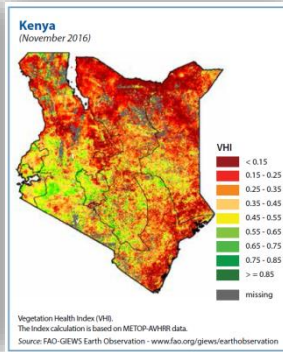 Kenya
(November 2016)
VHI
< 0.15
0.15 - 0.25
0.25 - 0.35
0.35 - 0.45
0.45 - 0.55
0.55 - 0.65
0.65 - 0.75
0.75 - 0.85
> = 0.85
missing
Vegetation Health Index (VHI).
The Index calculation is based on METOP-AVHRR data.
Source: FAO-GIEWS Earth Observation - www.fao.org/giews/earthobservation